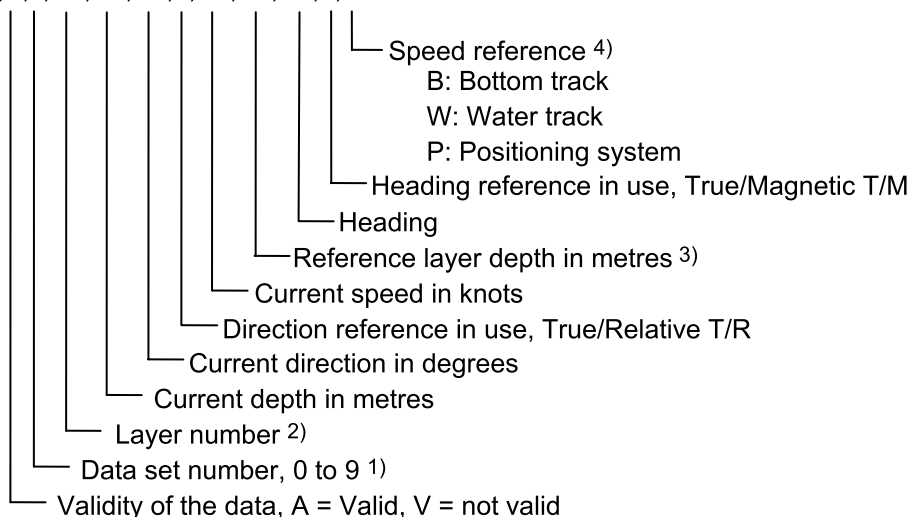 Speed reference 4)
B: Bottom track
W: Water track
P: Positioning system
Heading reference in use, True/Magnetic T/M
Heading
Reference layer depth in metres 3)
Current speed in knots
Direction reference in use, True/Relative T/R
Current direction in degrees
Current depth in metres
Layer number 2)
Data set number, 0 to 9 1)
Validity of the data, A = Valid, V = not valid